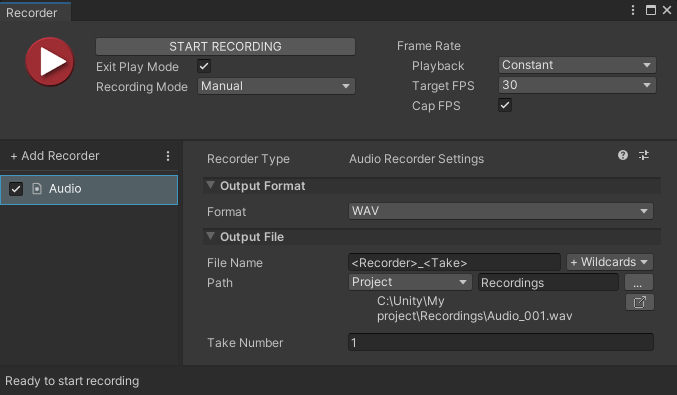 Recorder
START RECORDING
Exit Play Mode
Recording Mode Manual
Frame Rate
Playback Constant
Target FPS 30
Cap FPS
+ Add Recorder
Audio
Recorder Type Audio Recorder Settings
Output Format
Format WAV
Output File
File Name <Recorder>_<Take> + Wildcards
Path Project Recordings ...
C:\Unity\My
project\Recordings\Audio_001.wav
Take Number 1
Ready to start recording